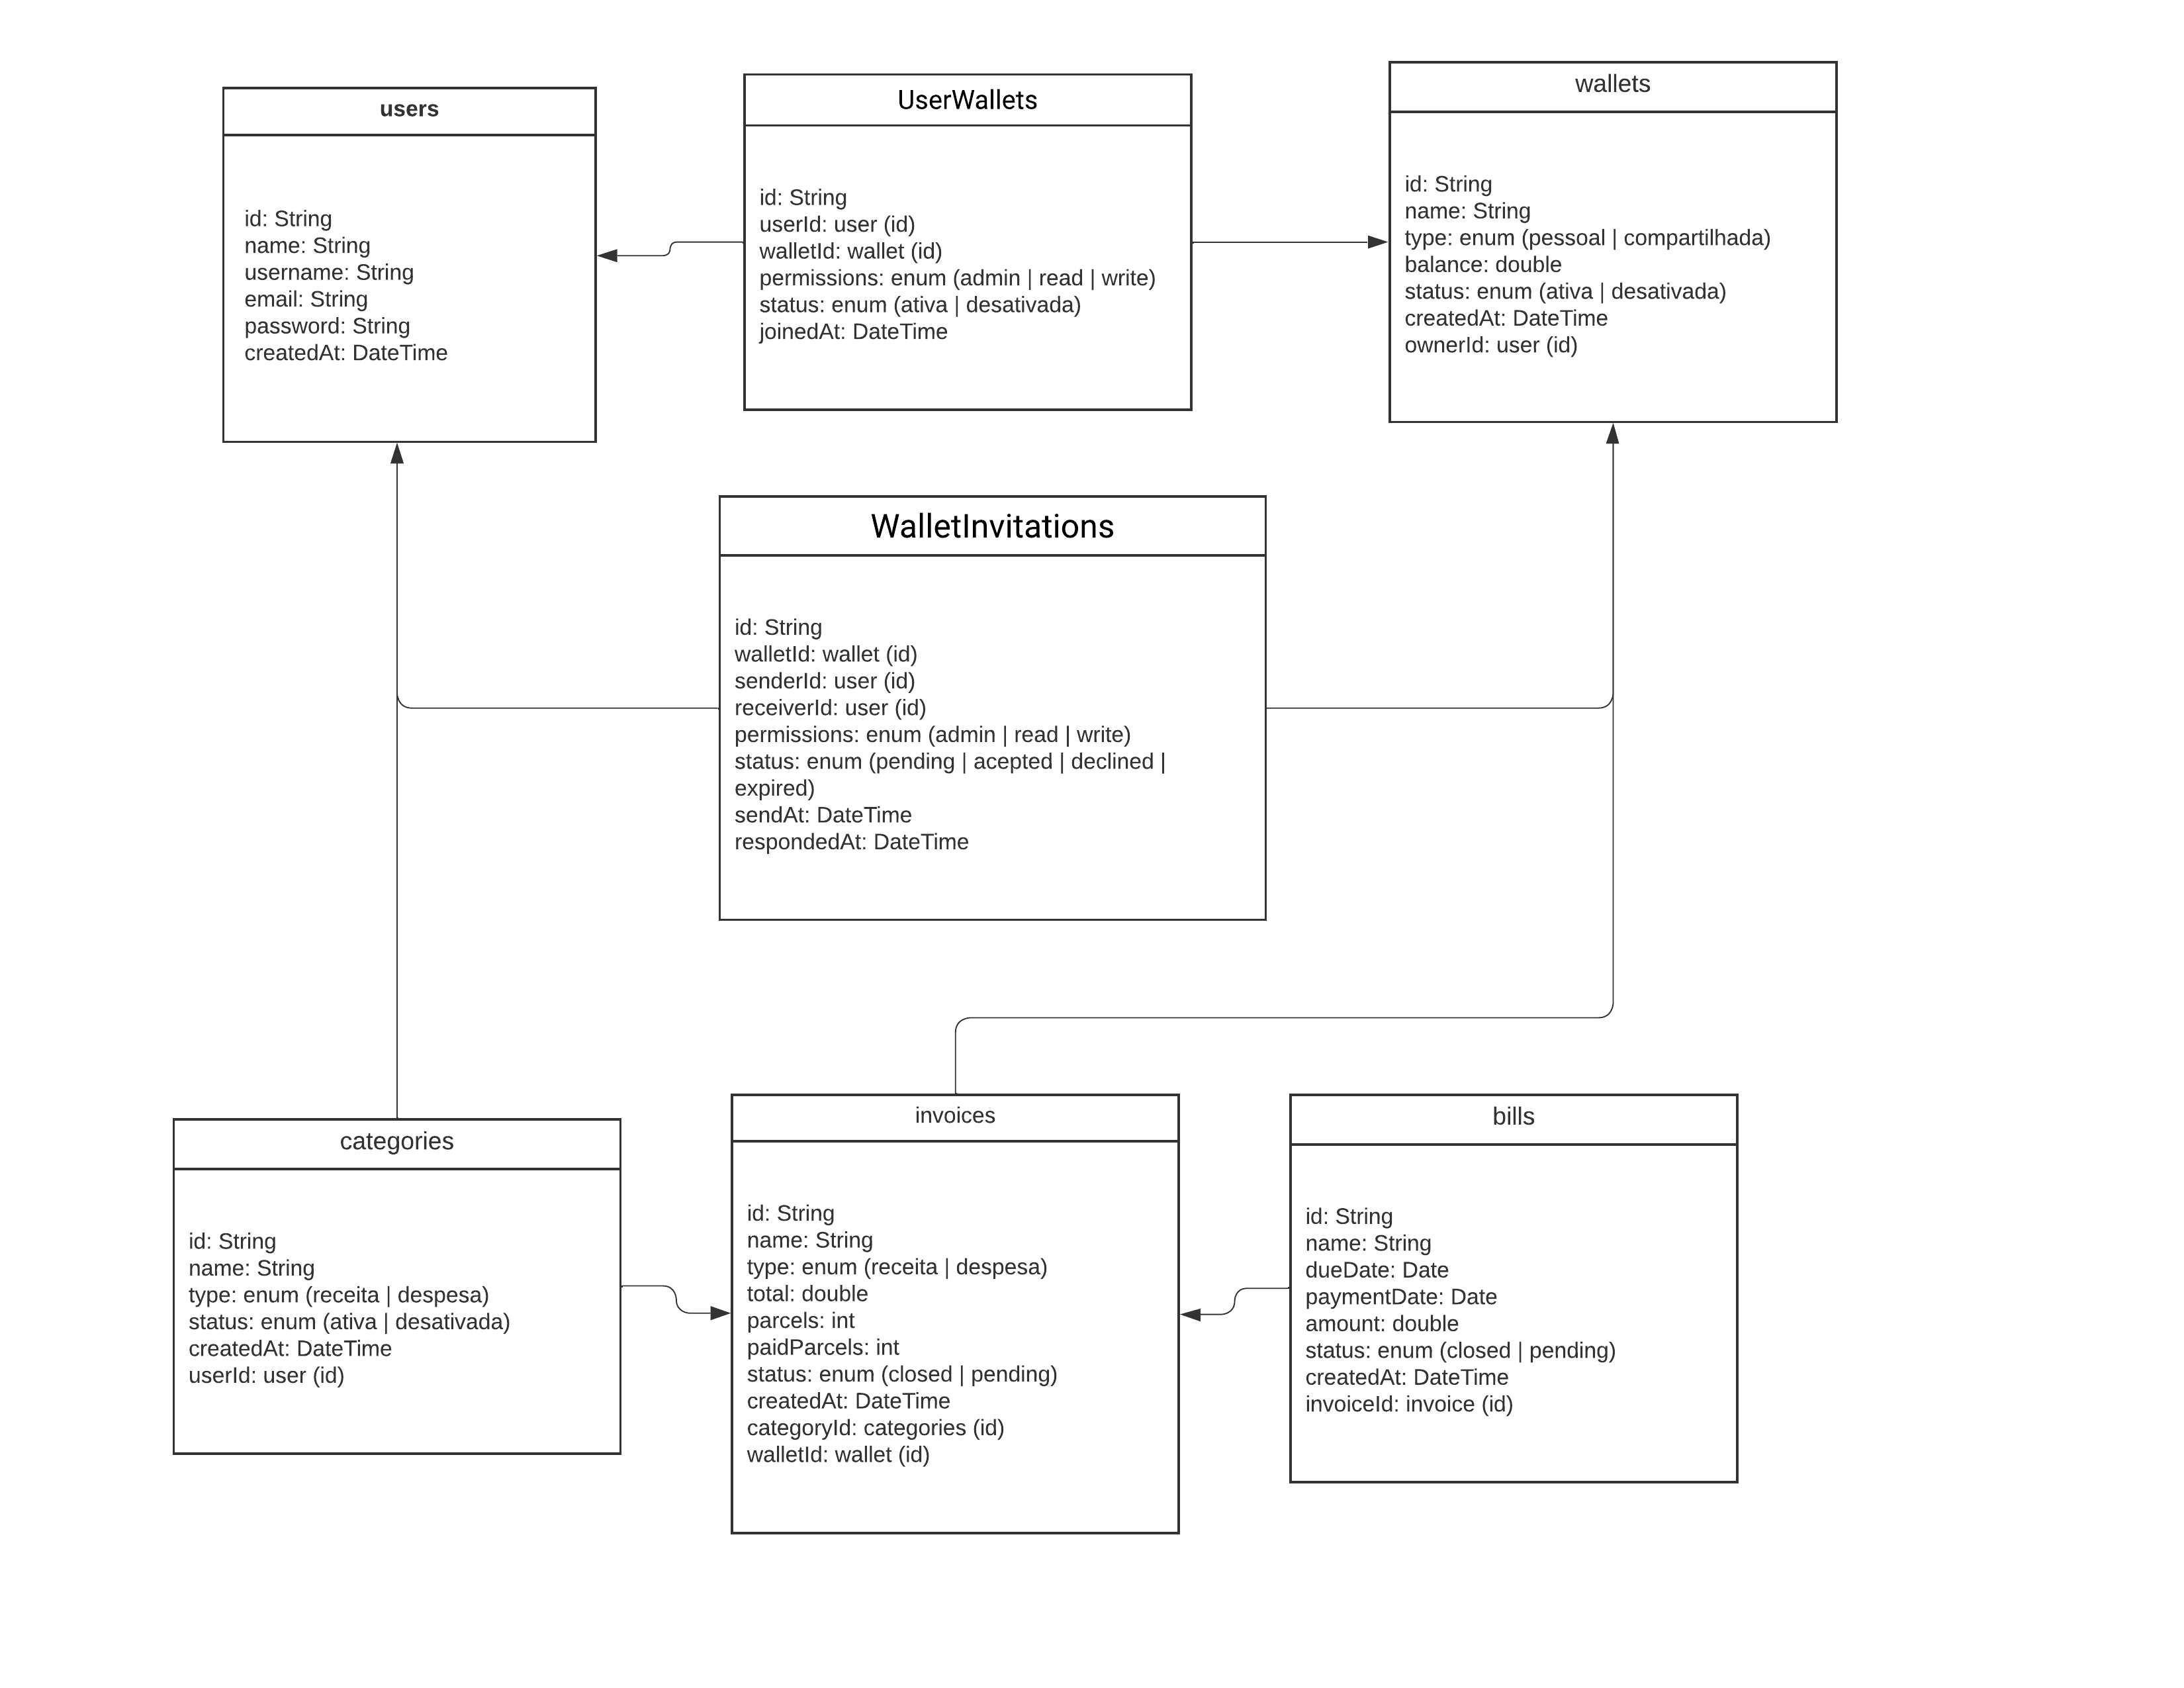 users
id: String
name: String
username: String
email: String
password: String
createdAt: DateTime
UserWallets
id: String
userId: user (id)
walletId: wallet (id)
permissions: enum (admin | read | write)
status: enum (ativa | desativada)
joinedAt: DateTime
wallets
id: String
name: String
type: enum (pessoal | compartilhada)
balance: double
status: enum (ativa | desativada)
createdAt: DateTime
ownerId: user (id)
WalletInvitations
id: String
walletId: wallet (id)
senderId: user (id)
receiverId: user (id)
permissions: enum (admin | read | write)
status: enum (pending | acepted | declined |
expired)
sendAt: DateTime
respondedAt: DateTime
categories
id: String
name: String
type: enum (receita | despesa)
status: enum (ativa | desativada)
createdAt: DateTime
userId: user (id)
invoices
id: String
name: String
type: enum (receita | despesa)
total: double
parcels: int
paidParcels: int
status: enum (closed | pending)
createdAt: DateTime
categoryId: categories (id)
walletId: wallet (id)
bills
id: String
name: String
dueDate: Date
paymentDate: Date
amount: double
status: enum (closed | pending)
createdAt: DateTime
invoiceId: invoice (id)